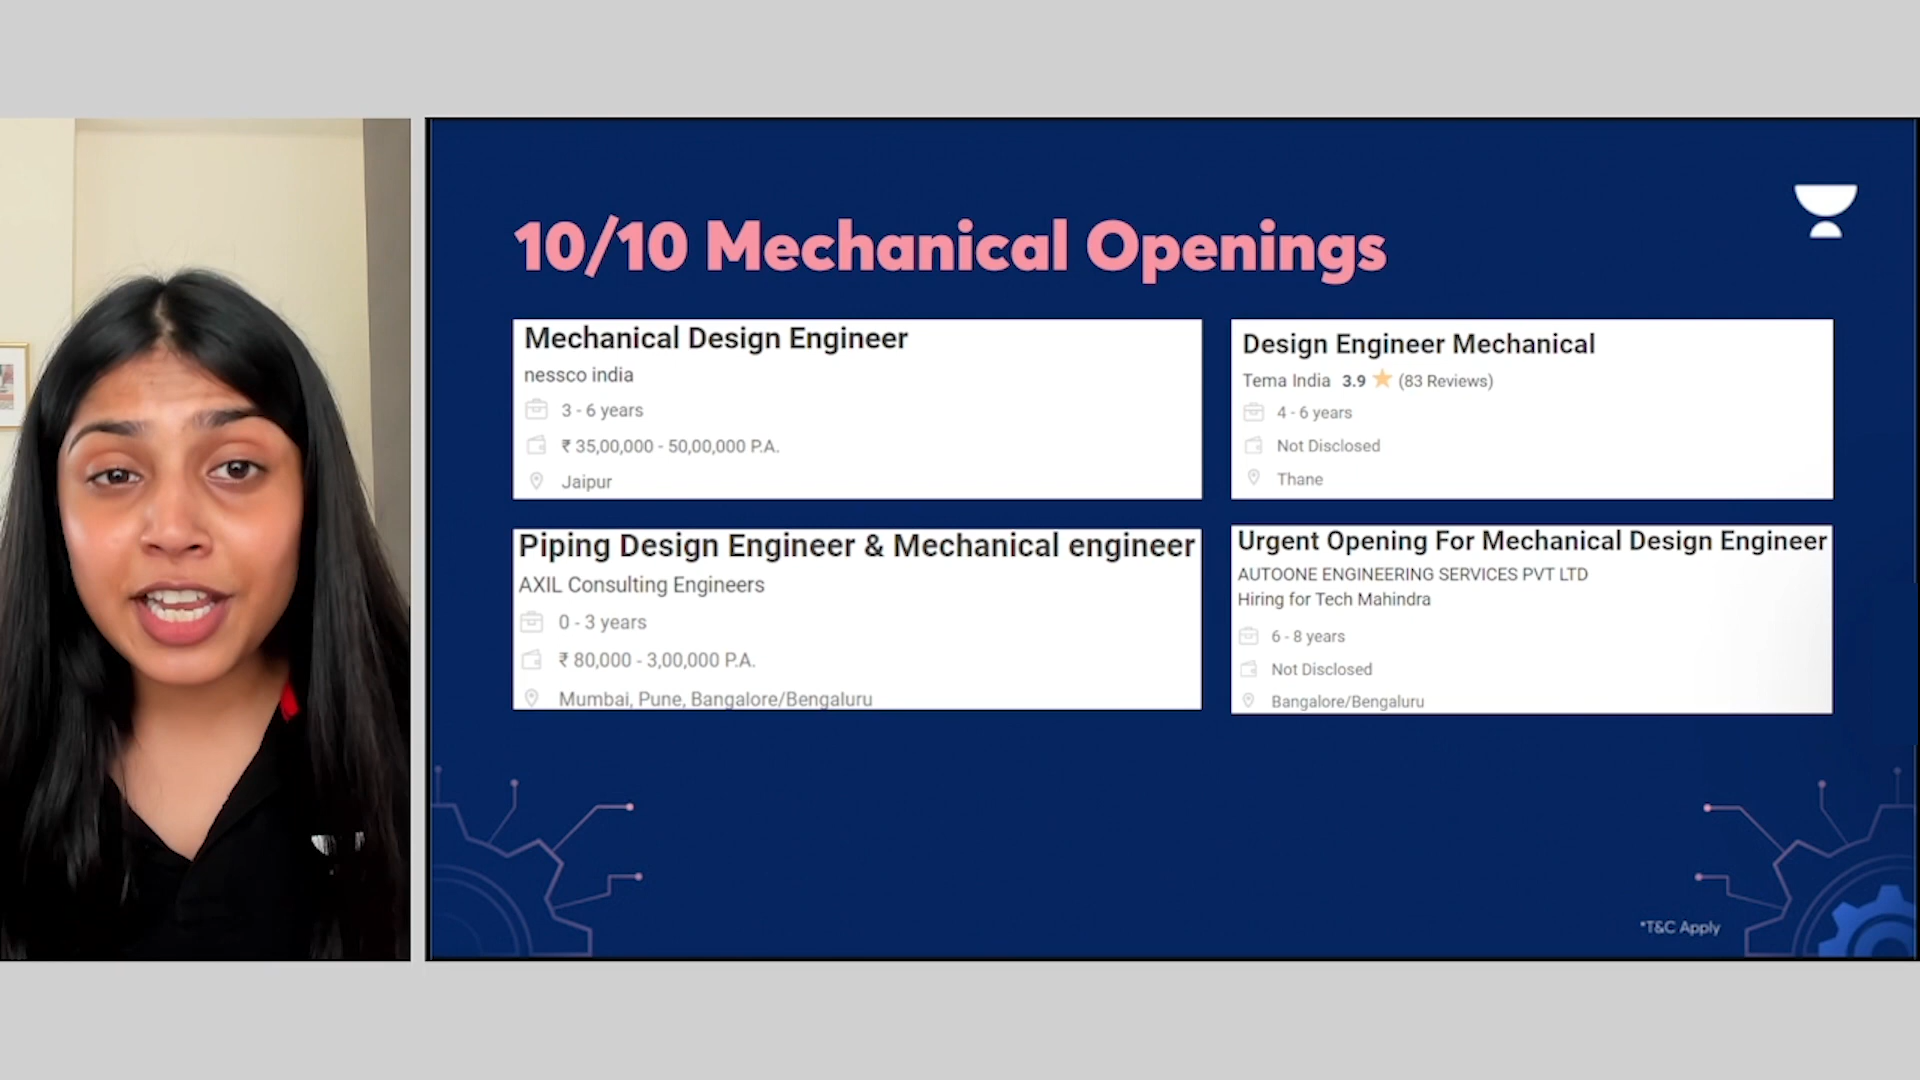 10/10 Mechanical Openings
Mechanical Design Engineer
nessco india
3 - 6 years
₹ 35,00,000 - 50,00,000 P.A.
Jaipur
Design Engineer Mechanical
Tema India 3.9 ★ (83 Reviews)
4 - 6 years
Not Disclosed
Thane
Piping Design Engineer & Mechanical engineer
AXIL Consulting Engineers
0 - 3 years
₹ 80,000 - 3,00,000 P.A.
Mumbai, Pune, Bangalore/Bengaluru
Urgent Opening For Mechanical Design Engineer
AUTOONE ENGINEERING SERVICES PVT LTD
Hiring for Tech Mahindra
6 - 8 years
Not Disclosed
Bangalore/Bengaluru
*T&C Apply